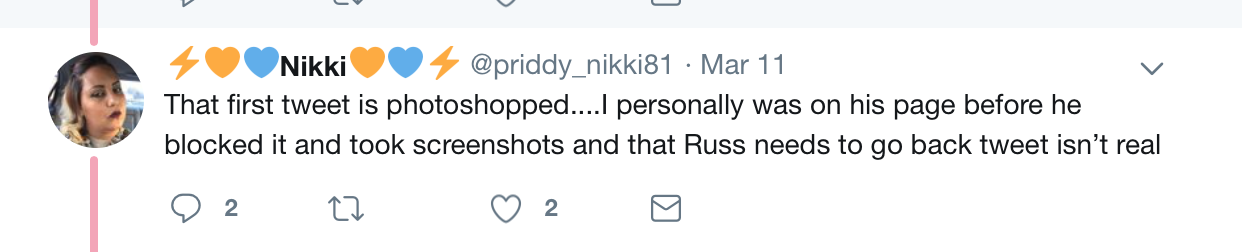 ⚡🧡💙Nikki🧡💙⚡ @priddy_nikki81 · Mar 11
That first tweet is photoshopped....I personally was on his page before he
blocked it and took screenshots and that Russ needs to go back tweet isn’t real
2 2